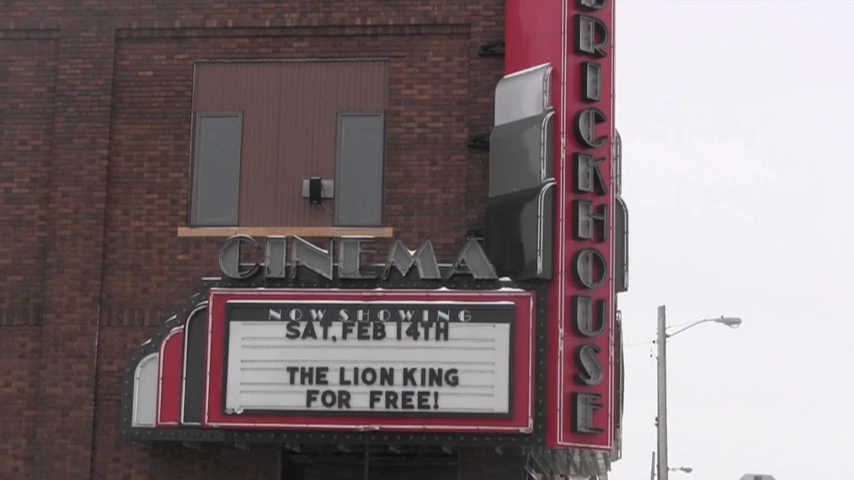 BRICKHOUSE
CINEMA
NOW SHOWING
SAT, FEB 14TH
THE LION KING
FOR FREE!